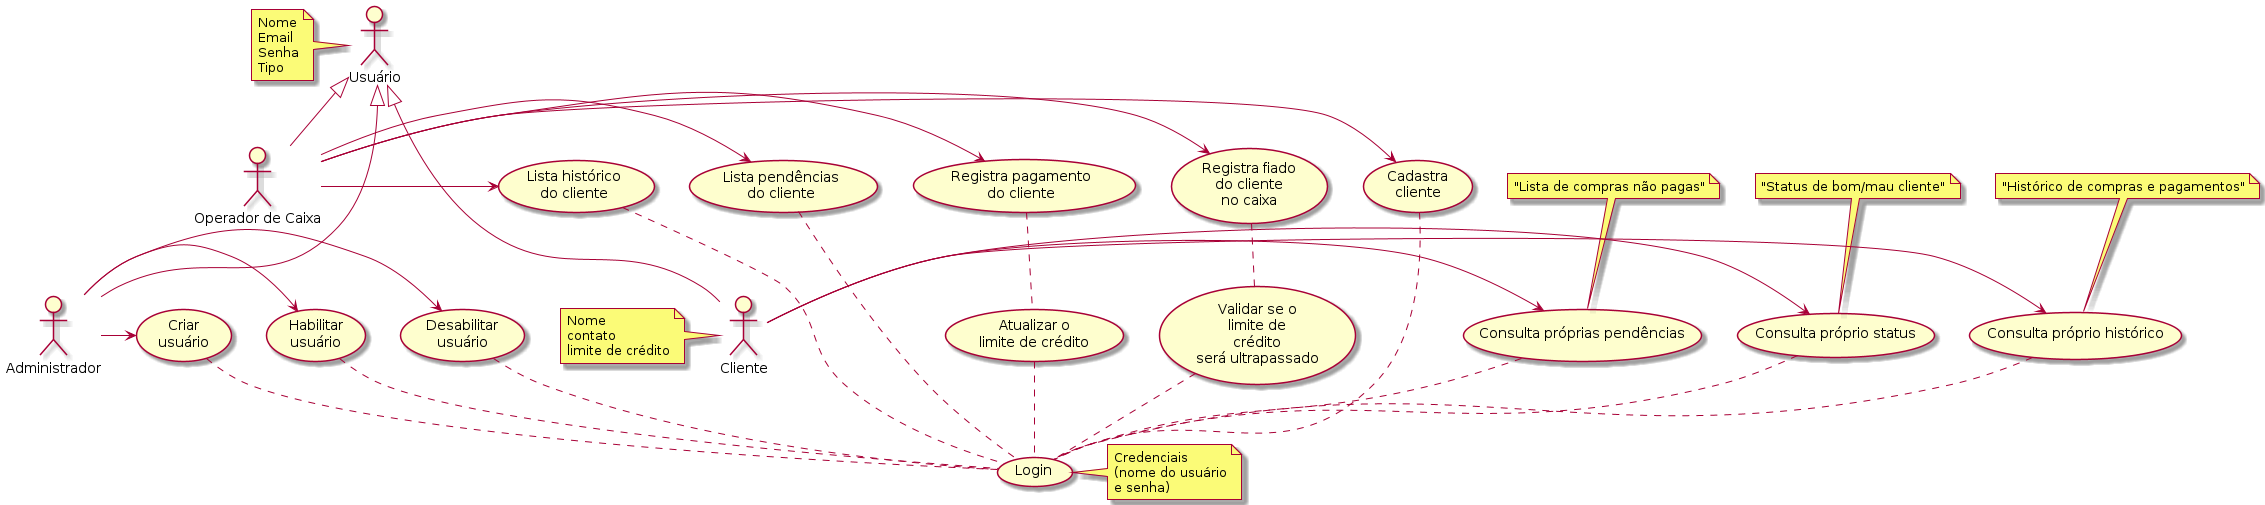 Nome
Email
Senha
Tipo
Usuário
Operador de Caixa
Lista histórico
do cliente
Lista pendências
do cliente
Registra pagamento
do cliente
Registra fiado
do cliente
no caixa
Cadastra
cliente
"Lista de compras não pagas"
"Status de bom/mau cliente"
"Histórico de compras e pagamentos"
Administrador
Criar
usuário
Habilitar
usuário
Desabilitar
usuário
Nome
contato
limite de crédito
Cliente
Atualizar o
limite de crédito
Validar se o
limite de
crédito
será ultrapassado
Consulta próprias pendências
Consulta próprio status
Consulta próprio histórico
Login
Credenciais
(nome do usuário
e senha)